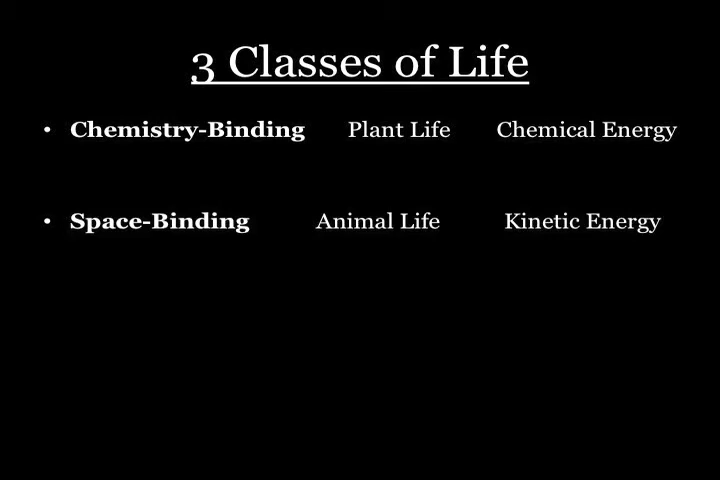 3 Classes of Life
• Chemistry-Binding Plant Life Chemical Energy
• Space-Binding Animal Life Kinetic Energy